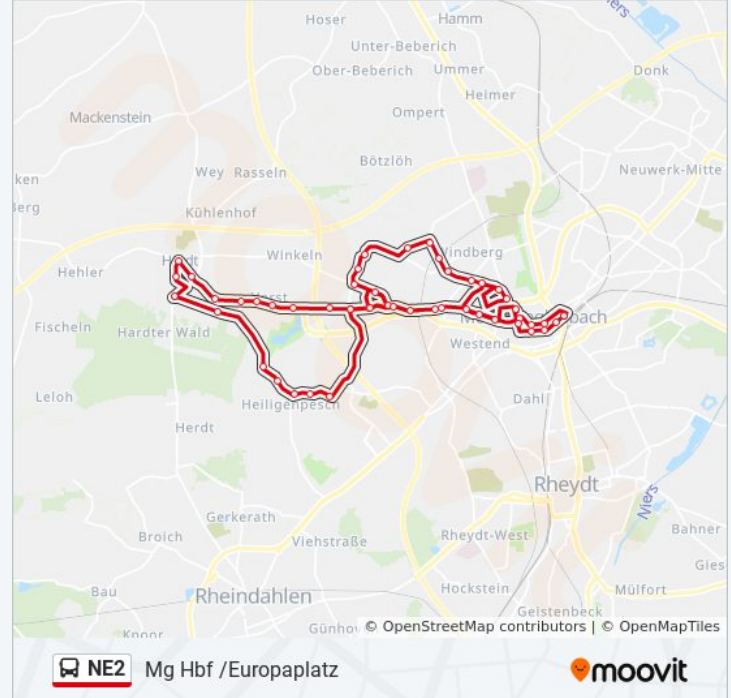 Hoser
Hamm
Unter-Beberich
Ober-Beberich
Ummer
Donk
Heimer
Mackenstein
Ompert
Bötzlöh
Wey
Rasseln
Neuwerk-Mitte
Kühlenhof
Winkeln
Hehler
Fischeln
Hardter Wald
Westend
Leloh
Heiligenpesch
Dahl
Herdt
Rheydt
Niers
Gerkerath
Broich
Viehstraße
Rheydt-West
Bahner
Bau
Hockstein
Mülfort
Rheindahlen
Geistenbeck
© OpenStreetMap contributors | © OpenMapTiles
NE2
Mg Hbf /Europaplatz
moovit